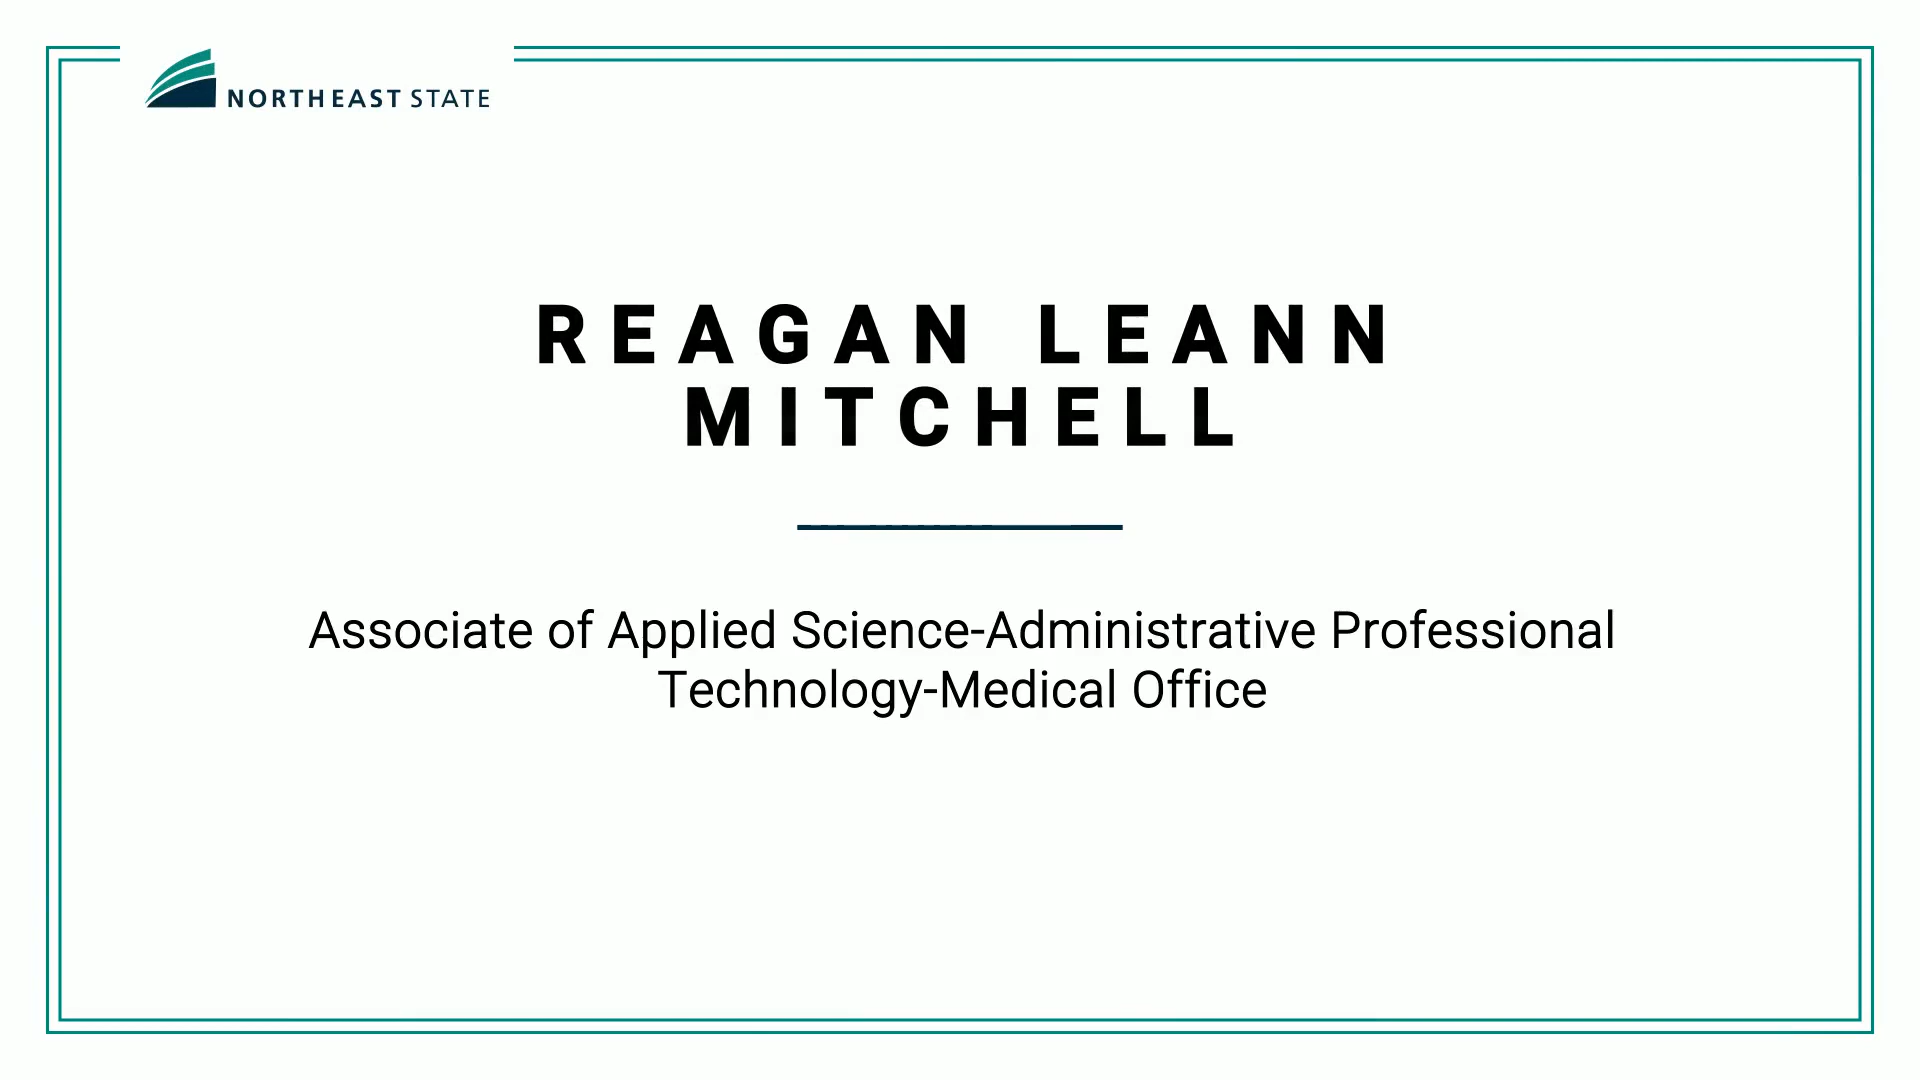 NORTHEAST STATE
REAGAN LEANN
MITCHELL
Associate of Applied Science-Administrative Professional
Technology-Medical Office